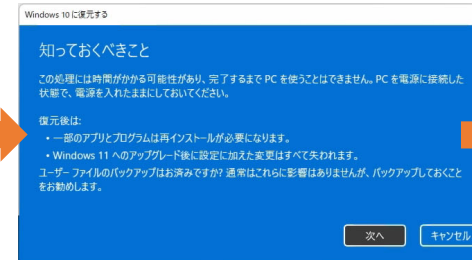 Windows 10 に復元する
知っておくべきこと
この処理には時間がかかる可能性があり、完了するまで PC を使うことはできません。PC を電源に接続した
状態で、電源を入れたままにしておいてください。
復元後は:
• 一部のアプリとプログラムは再インストールが必要になります。
• Windows 11 へのアップグレード後に設定に加えた変更はすべて失われます。
ユーザー ファイルのバックアップはお済みですか? 通常はこれらに影響はありませんが、バックアップしておくこと
をお勧めします。
次へ
キャンセル